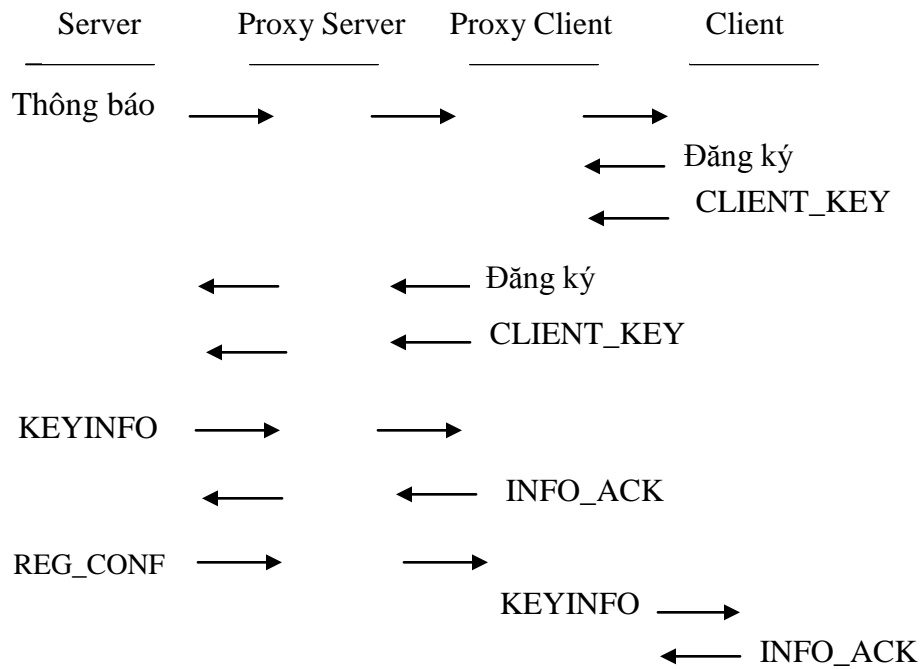 Server Proxy Server Proxy Client Client
Thông báo
Đăng ký
CLIENT_KEY
Đăng ký
CLIENT_KEY
KEYINFO
INFO_ACK
REG_CONF
KEYINFO
INFO_ACK